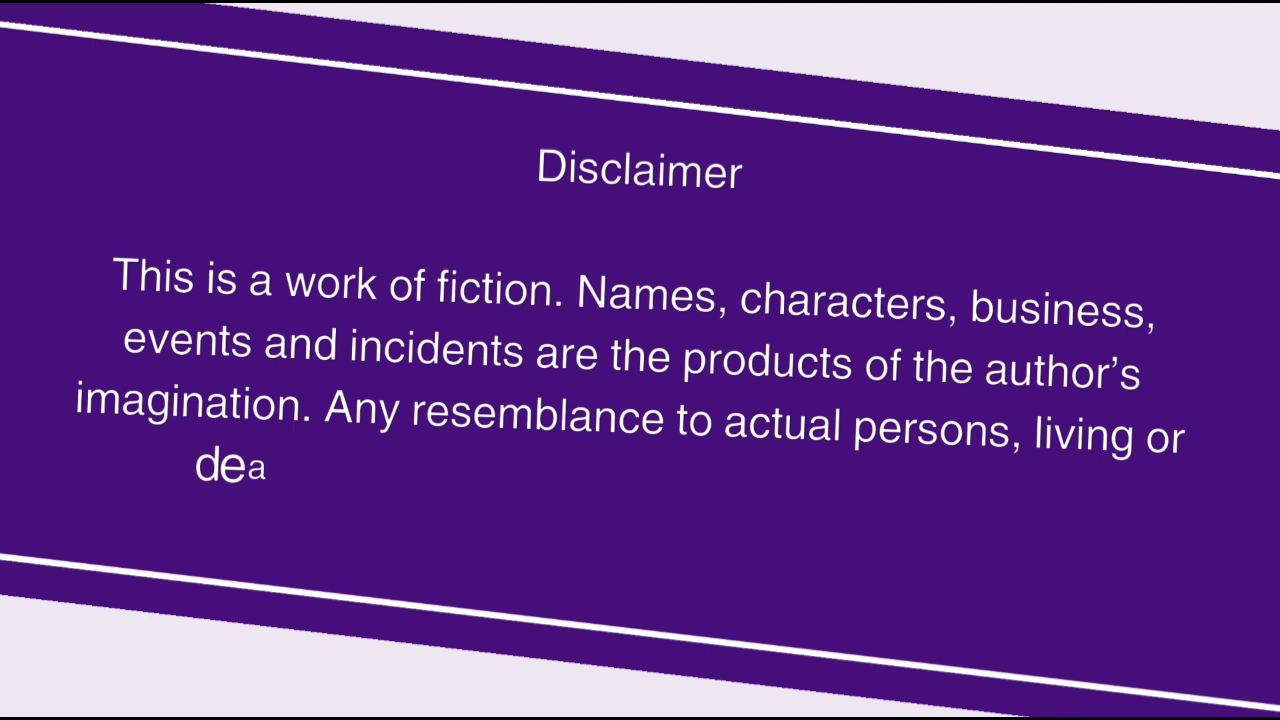 Disclaimer
This is a work of fiction. Names, characters, business,
events and incidents are the products of the author’s
imagination. Any resemblance to actual persons, living or
dea